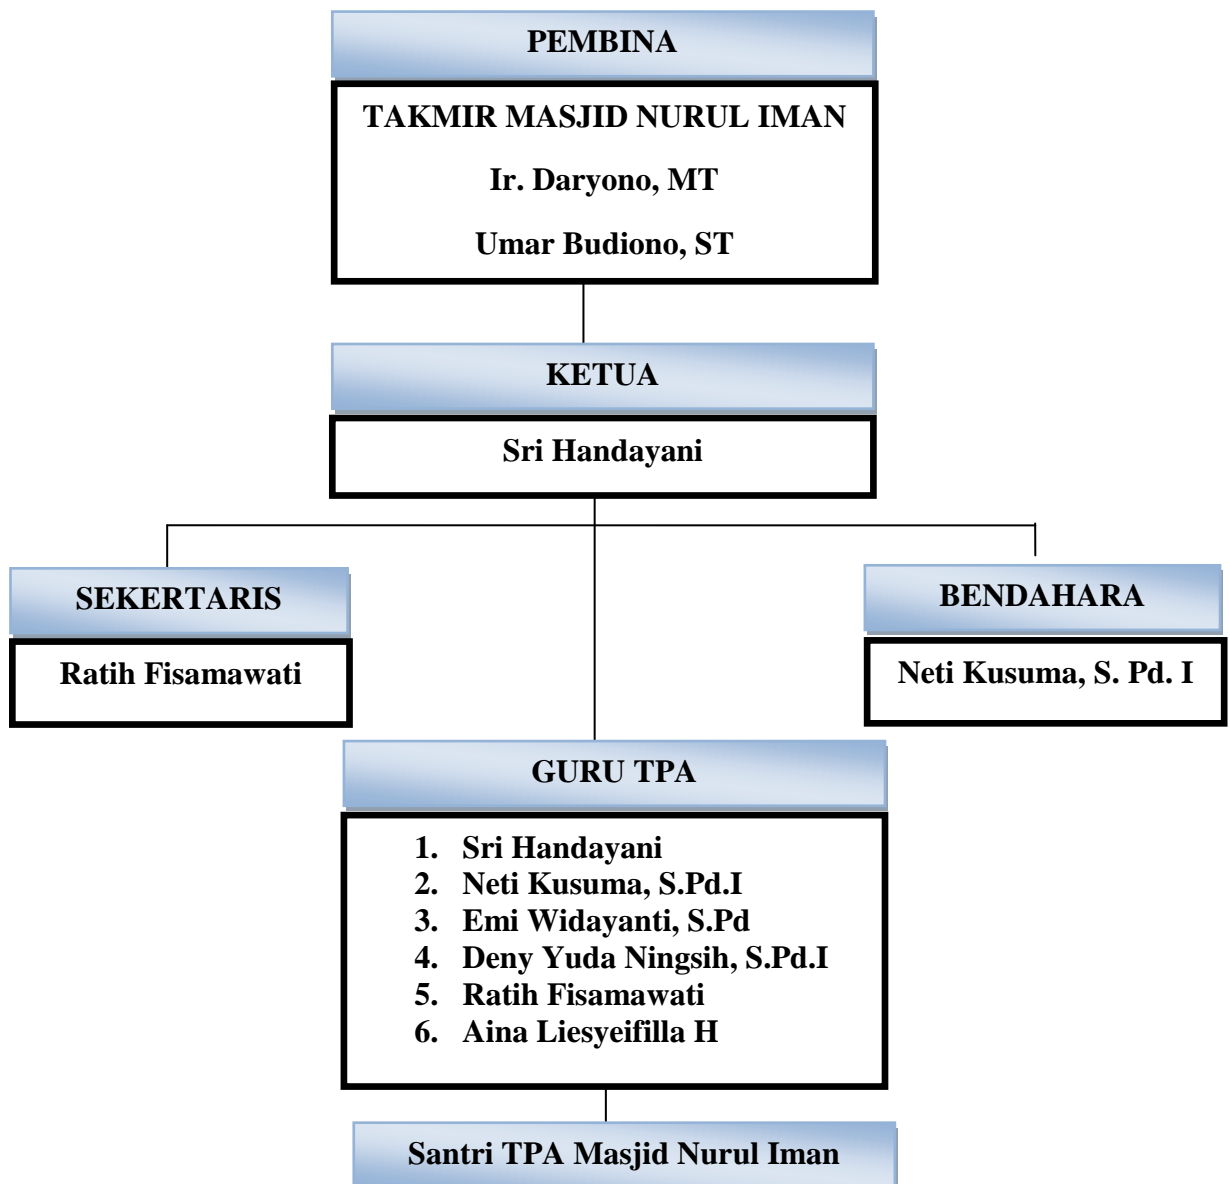 PEMBINA
TAKMIR MASJID NURUL IMAN
Ir. Daryono, MT
Umar Budiono, ST
KETUA
Sri Handayani
SEKERTARIS
Ratih Fisamawati
BENDAHARA
Neti Kusuma, S. Pd. I
GURU TPA
1. Sri Handayani
2. Neti Kusuma, S.Pd.I
3. Emi Widayanti, S.Pd
4. Deny Yuda Ningsih, S.Pd.I
5. Ratih Fisamawati
6. Aina Liesyeifilla H
Santri TPA Masjid Nurul Iman